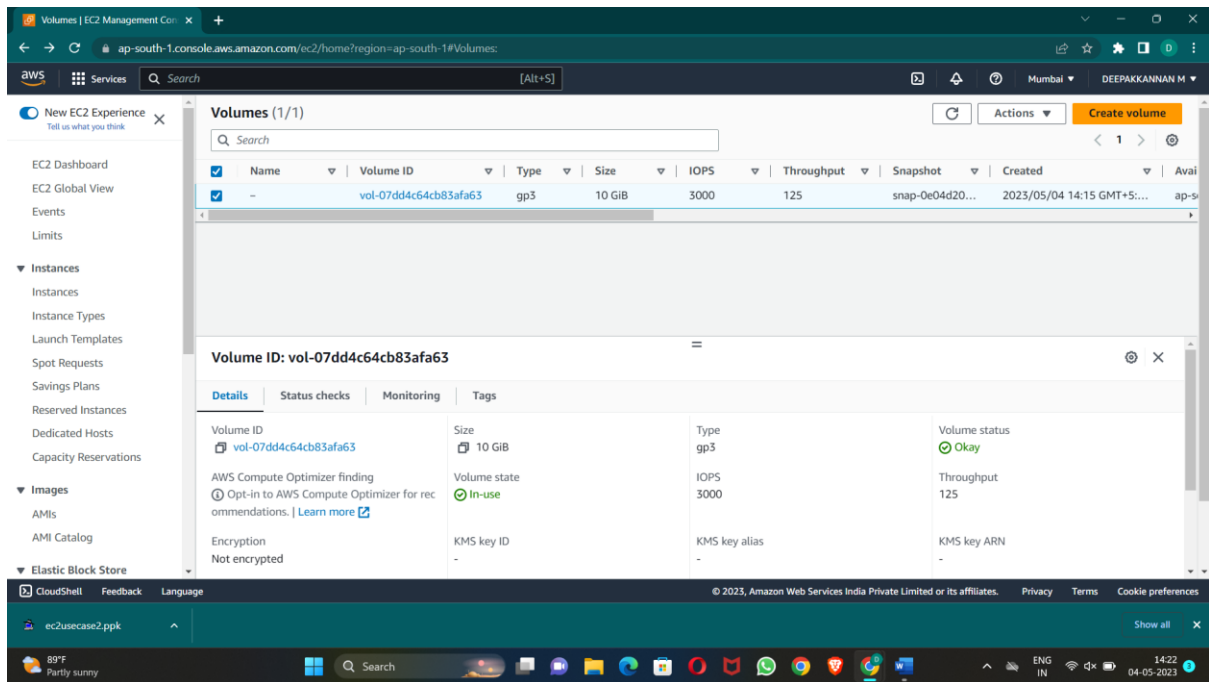 Volumes | EC2 Management Con
ap-south-1.console.aws.amazon.com/ec2/home?region=ap-south-1#Volumes:
D
aws Services Search [Alt+S] Mumbai DEEPAKKANNAN M
New EC2 Experience
Tell us what you think
EC2 Dashboard
EC2 Global View
Events
Limits
Instances
Instances
Instance Types
Launch Templates
Spot Requests
Savings Plans
Reserved Instances
Dedicated Hosts
Capacity Reservations
Images
AMIs
AMI Catalog
Elastic Block Store
Volumes (1/1)
Actions
Create volume
Search
1
Name Volume ID Type Size IOPS Throughput Snapshot Created Avai
– vol-07dd4c64cb83afa63 gp3 10 GiB 3000 125 snap-0e04d20... 2023/05/04 14:15 GMT+5:... ap-s
Volume ID: vol-07dd4c64cb83afa63
Details Status checks Monitoring Tags
Volume ID Size Type Volume status
vol-07dd4c64cb83afa63 10 GiB gp3 Okay
AWS Compute Optimizer finding Volume state IOPS Throughput
Opt-in to AWS Compute Optimizer for rec In-use 3000 125
ommendations. | Learn more
Encryption KMS key ID KMS key alias KMS key ARN
Not encrypted - - -
CloudShell Feedback Language © 2023, Amazon Web Services India Private Limited or its affiliates. Privacy Terms Cookie preferences
ec2usecase2.ppk Show all
89°F
Partly sunny
Search
ENG
IN
14:22
04-05-2023
3